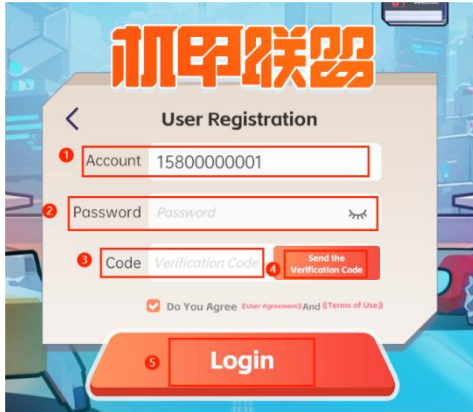 机甲联盟
User Registration
1 Account 15800000001
2 Password Password
3 Code Verification Code 4 Send the
Verification Code
Do You Agree 《User Agreement》 And 《Terms of Use》
5 Login